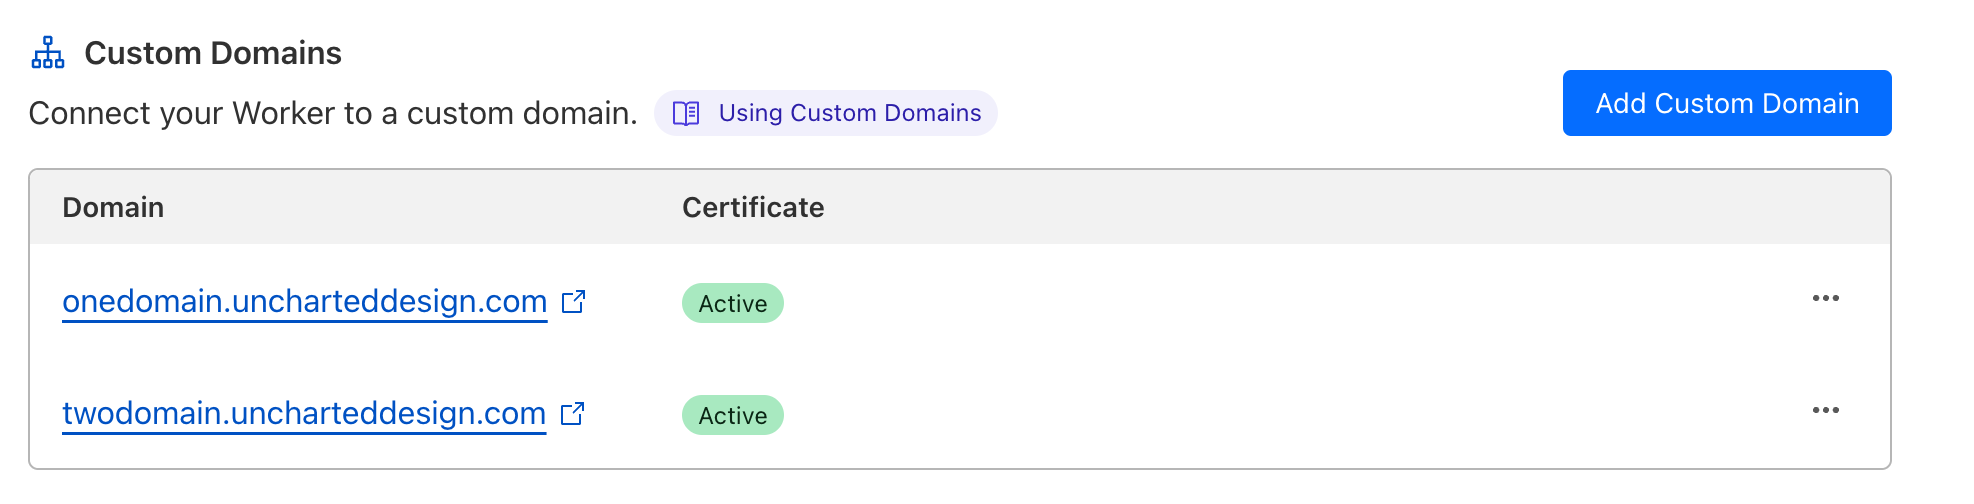 Custom Domains
Connect your Worker to a custom domain. Using Custom Domains
Add Custom Domain
Domain Certificate
onedomain.uncharteddesign.com Active
twodomain.uncharteddesign.com Active